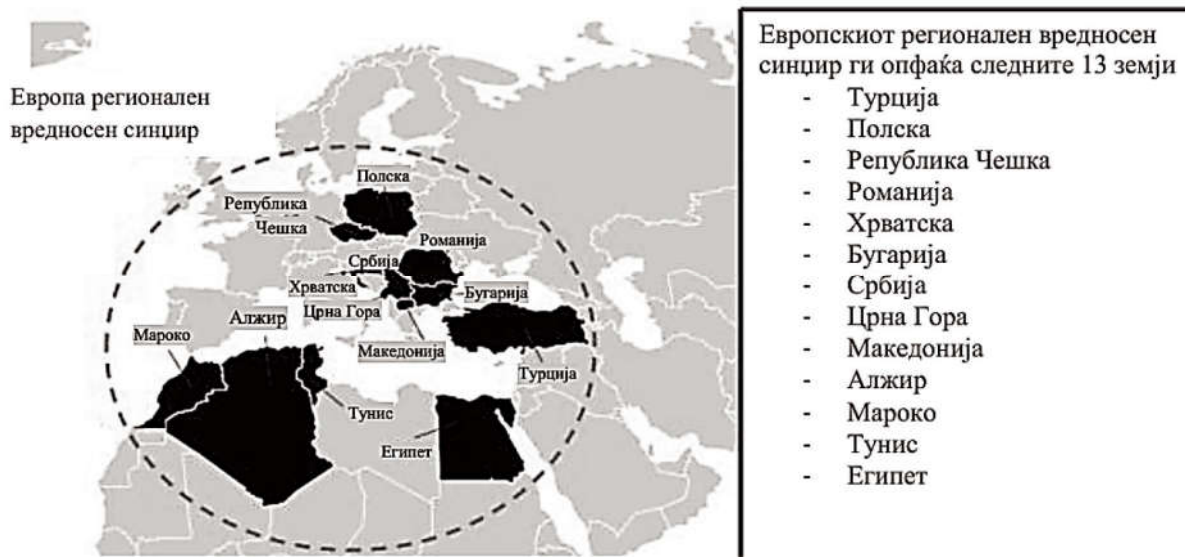 Европа регионален
вредносен синџир
Полска
Република
Чешка
Романија
Србија
Хрватска
Бугарија
Црна Гора
Алжир
Мароко
Македонија
Турција
Тунис
Египет
Европскиот регионален вредносен
синџир ги опфаќа следните 13 земји
- Турција
- Полска
- Република Чешка
- Романија
- Хрватска
- Бугарија
- Србија
- Црна Гора
- Македонија
- Алжир
- Мароко
- Тунис
- Египет